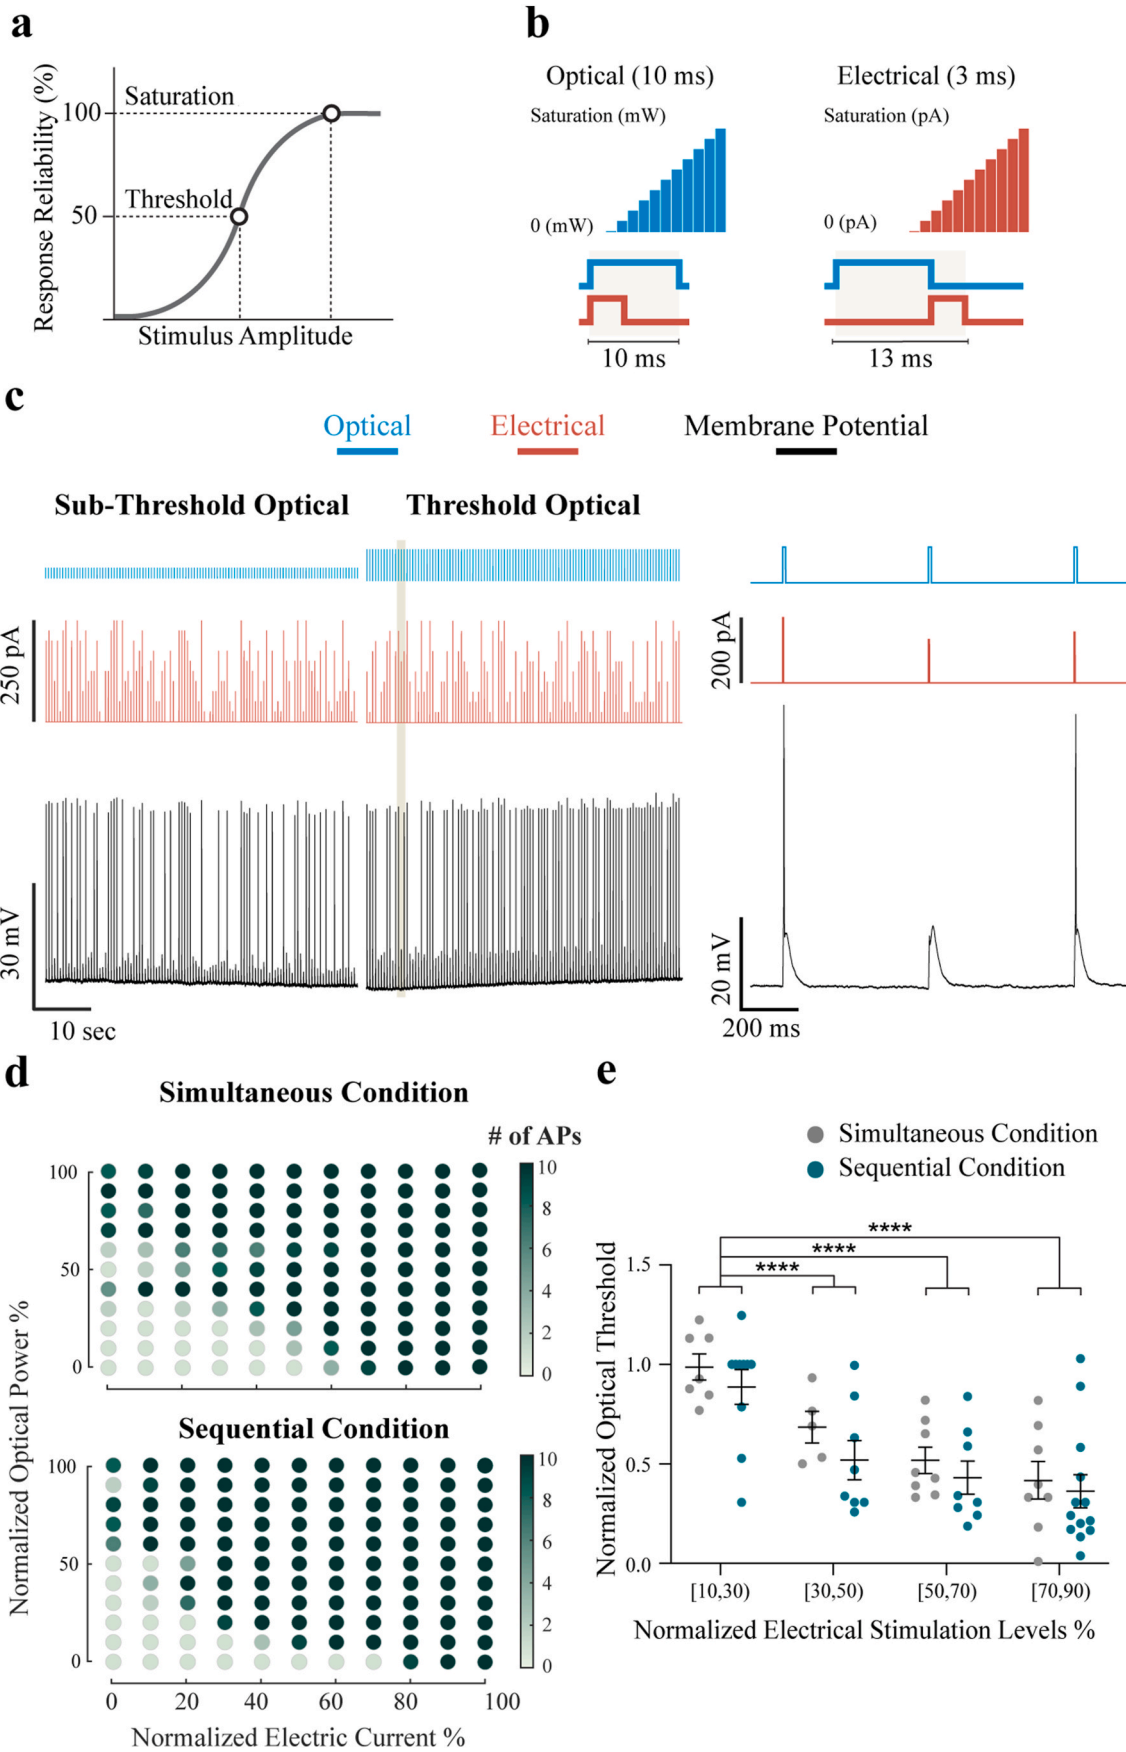 a
Response Reliability (%)
100
50
Saturation
Threshold
Stimulus Amplitude
b
Optical (10 ms)
Saturation (mW)
0 (mW)
10 ms
Electrical (3 ms)
Saturation (pA)
0 (pA)
13 ms
c
Optical
Electrical
Membrane Potential
Sub-Threshold Optical
Threshold Optical
250 pA
30 mV
10 sec
200 pA
20 mV
200 ms
d
Simultaneous Condition
# of APs
100
50
0
10
8
6
4
2
0
Normalized Optical Power %
Sequential Condition
100
50
0
10
8
6
4
2
0
0 20 40 60 80 100
Normalized Electric Current %
e
Simultaneous Condition
Sequential Condition
****
****
****
Normalized Optical Threshold
1.5
1.0
0.5
0.0
[10,30) [30,50) [50,70) [70,90)
Normalized Electrical Stimulation Levels %